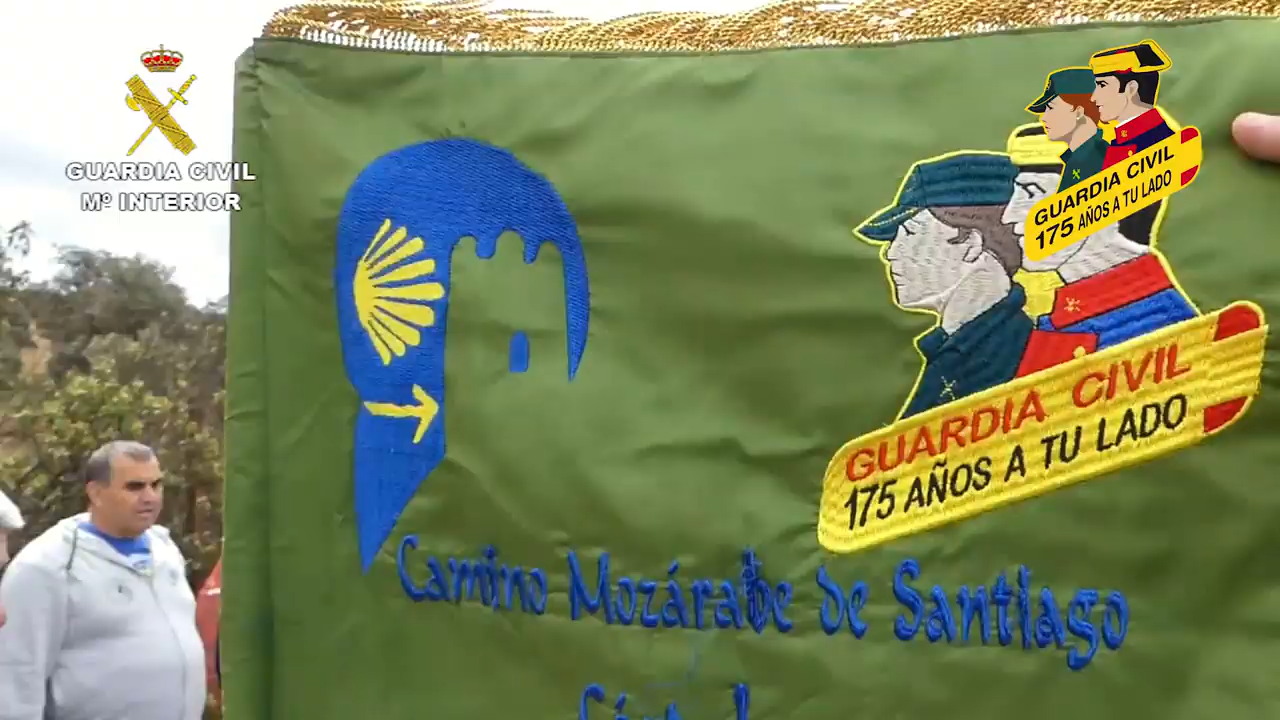 GUARDIA CIVIL
Mº INTERIOR
GUARDIA CIVIL
175 AÑOS A TU LADO
GUARDIA CIVIL
175 AÑOS A TU LADO
Camino Mozárabe de Santiago